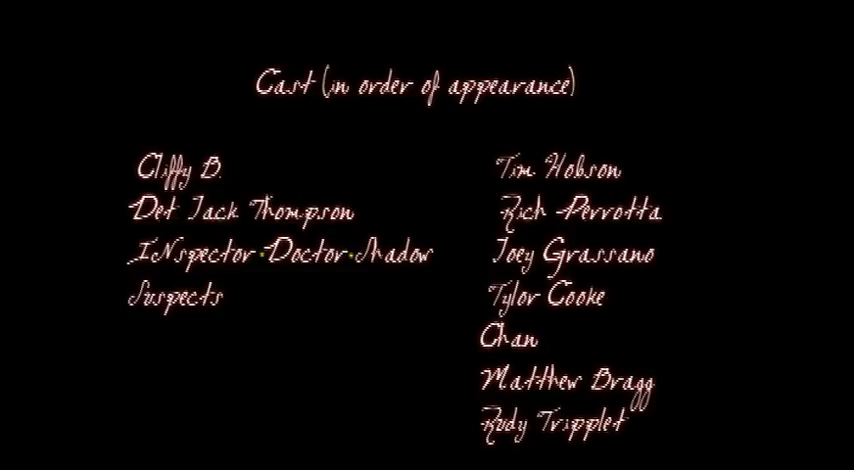 Cast (in order of appearance)
Cliffy B. Tim Hobson
Det Jack Thompson Rich Perrotta
INspector·Doctor·Shadow Joey Grassano
Suspects Tylor Cooke
Chan
Matthew Bragg
Rudy Tripplet